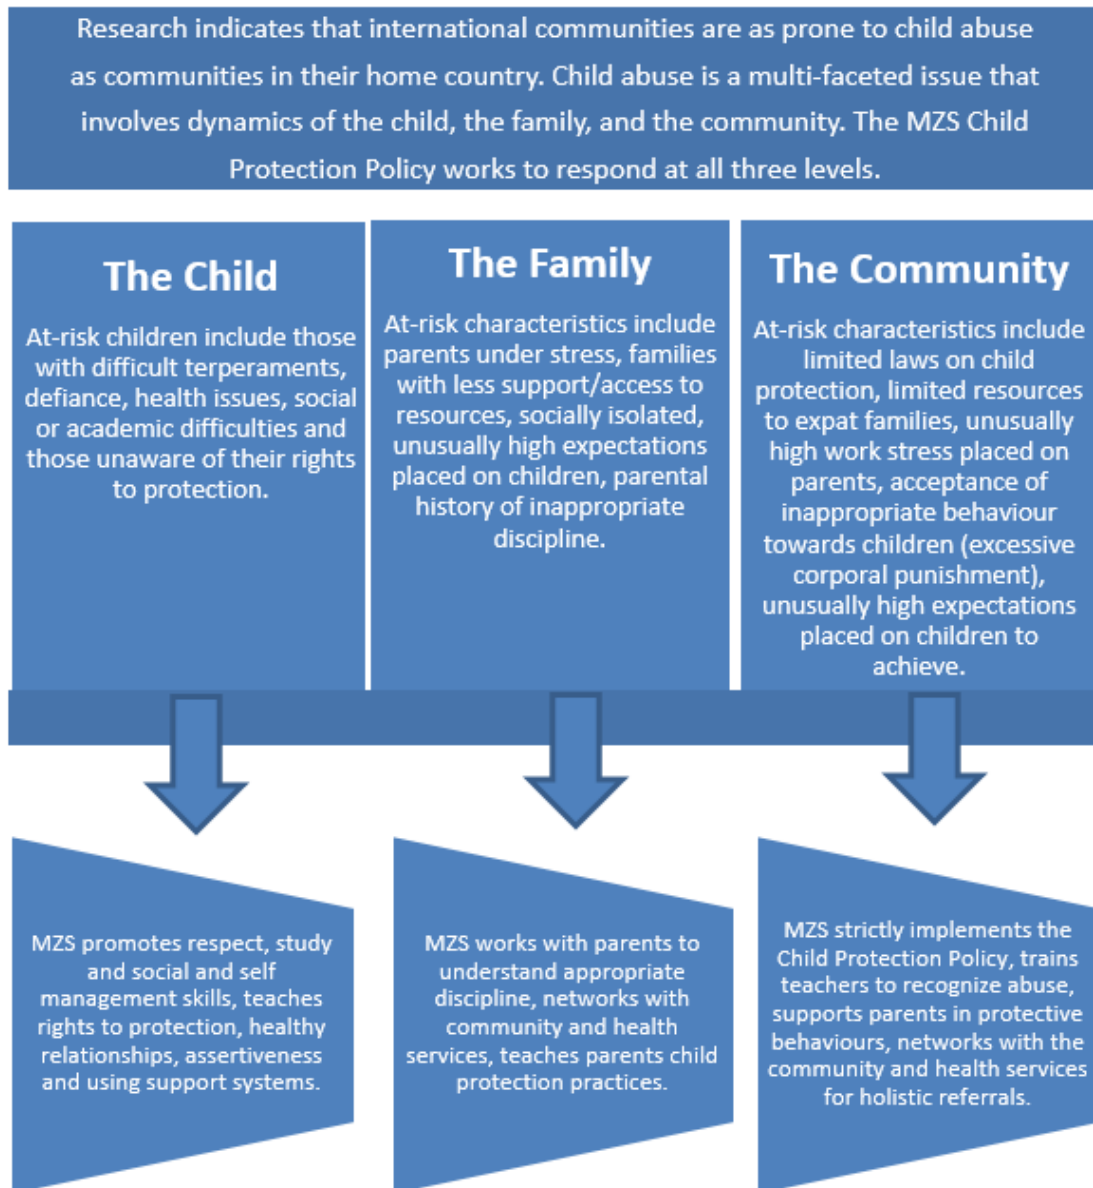 Research indicates that international communities are as prone to child abuse
as communities in their home country. Child abuse is a multi-faceted issue that
involves dynamics of the child, the family, and the community. The MZS Child
Protection Policy works to respond at all three levels.
The Child
At-risk children include those
with difficult terperaments,
defiance, health issues, social
or academic difficulties and
those unaware of their rights
to protection.
The Family
At-risk characteristics include
parents under stress, families
with less support/access to
resources, socially isolated,
unusually high expectations
placed on children, parental
history of inappropriate
discipline.
The Community
At-risk characteristics include
limited laws on child
protection, limited resources
to expat families, unusually
high work stress placed on
parents, acceptance of
inappropriate behaviour
towards children (excessive
corporal punishment),
unusually high expectations
placed on children to
achieve.
MZS promotes respect, study
and social and self
management skills, teaches
rights to protection, healthy
relationships, assertiveness
and using support systems.
MZS works with parents to
understand appropriate
discipline, networks with
community and health
services, teaches parents child
protection practices.
MZS strictly implements the
Child Protection Policy, trains
teachers to recognize abuse,
supports parents in protective
behaviours, networks with the
community and health services
for holistic referrals.